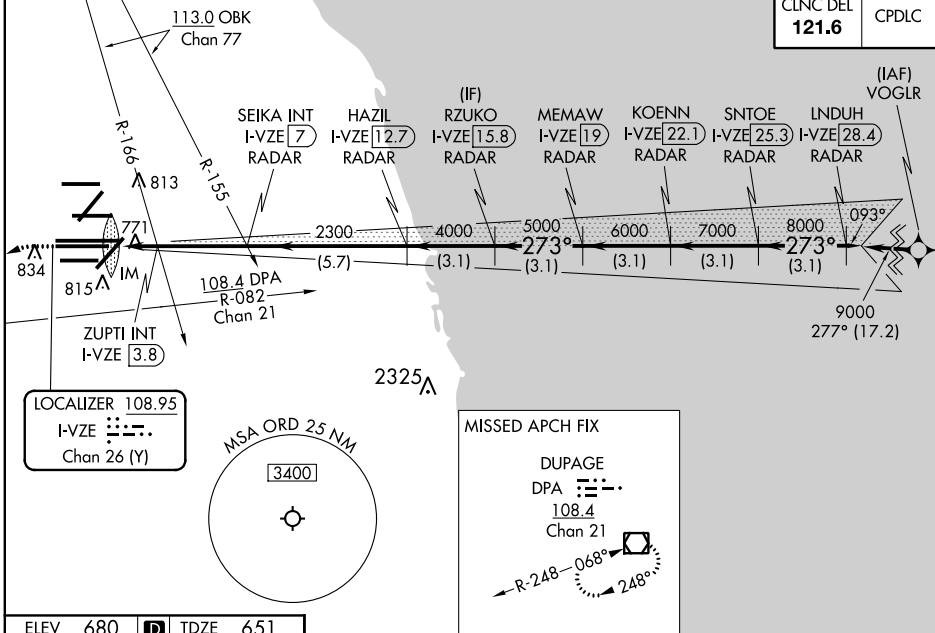 113.0 OBK
Chan 77
CLNC DEL
121.6
CPDLC
(IAF)
VOGLR
SEIKA INT
I-VZE 7
RADAR
HAZIL
I-VZE 12.7
RADAR
(IF)
RZUKO
I-VZE 15.8
RADAR
MEMAW
I-VZE 19
RADAR
KOENN
I-VZE 22.1
RADAR
SNTOE
I-VZE 25.3
RADAR
LNDUH
I-VZE 28.4
RADAR
R-166
R-155
813
771
834
815
IM
2300
4000
5000
6000
7000
8000
093°
273°
273°
(5.7)
(3.1)
(3.1)
(3.1)
(3.1)
(3.1)
9000
277° (17.2)
108.4 DPA
R-082
Chan 21
ZUPTI INT
I-VZE 3.8
2325
LOCALIZER 108.95
I-VZE
Chan 26 (Y)
MSA ORD 25 NM
3400
MISSED APCH FIX
DUPAGE
DPA
108.4
Chan 21
R-248
068°
248°
ELEV 680
D
TDZE 651